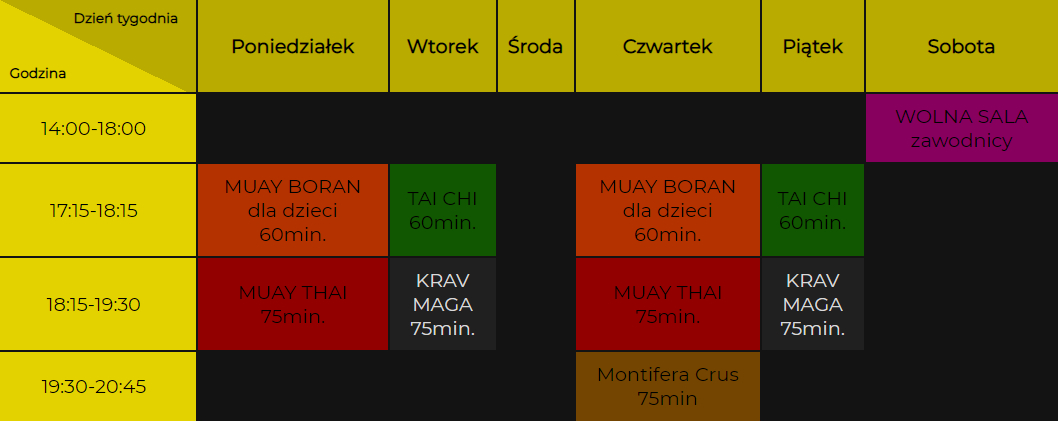 Dzień tygodnia
Godzina
Poniedziałek
Wtorek
Środa
Czwartek
Piątek
Sobota
14:00-18:00
WOLNA SALA
zawodnicy
17:15-18:15
MUAY BORAN
dla dzieci
60min.
TAI CHI
60min.
MUAY BORAN
dla dzieci
60min.
TAI CHI
60min.
18:15-19:30
MUAY THAI
75min.
KRAV
MAGA
75min.
MUAY THAI
75min.
KRAV
MAGA
75min.
19:30-20:45
Montifera Crus
75min